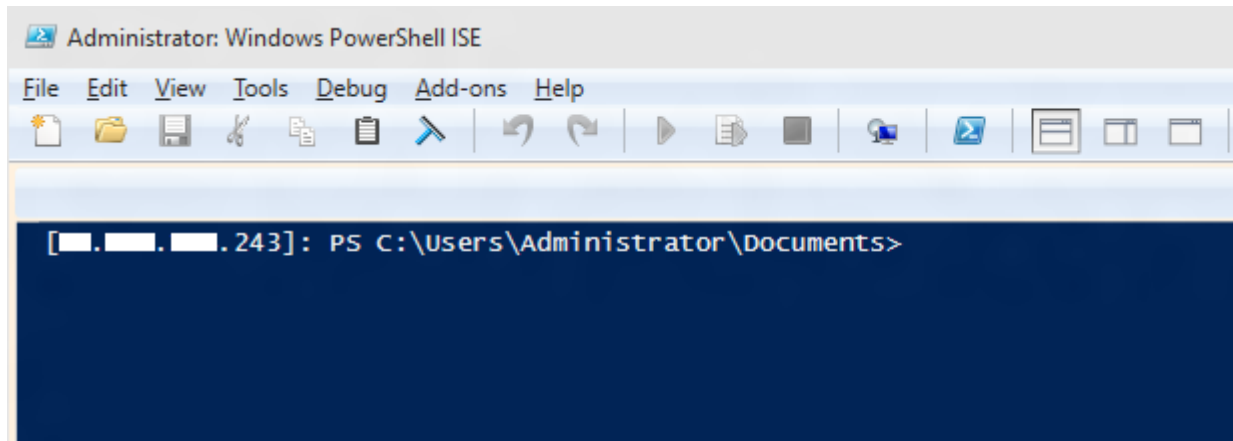 Administrator: Windows PowerShell ISE
File Edit View Tools Debug Add-ons Help
[ . . .243]: PS C:\Users\Administrator\Documents>